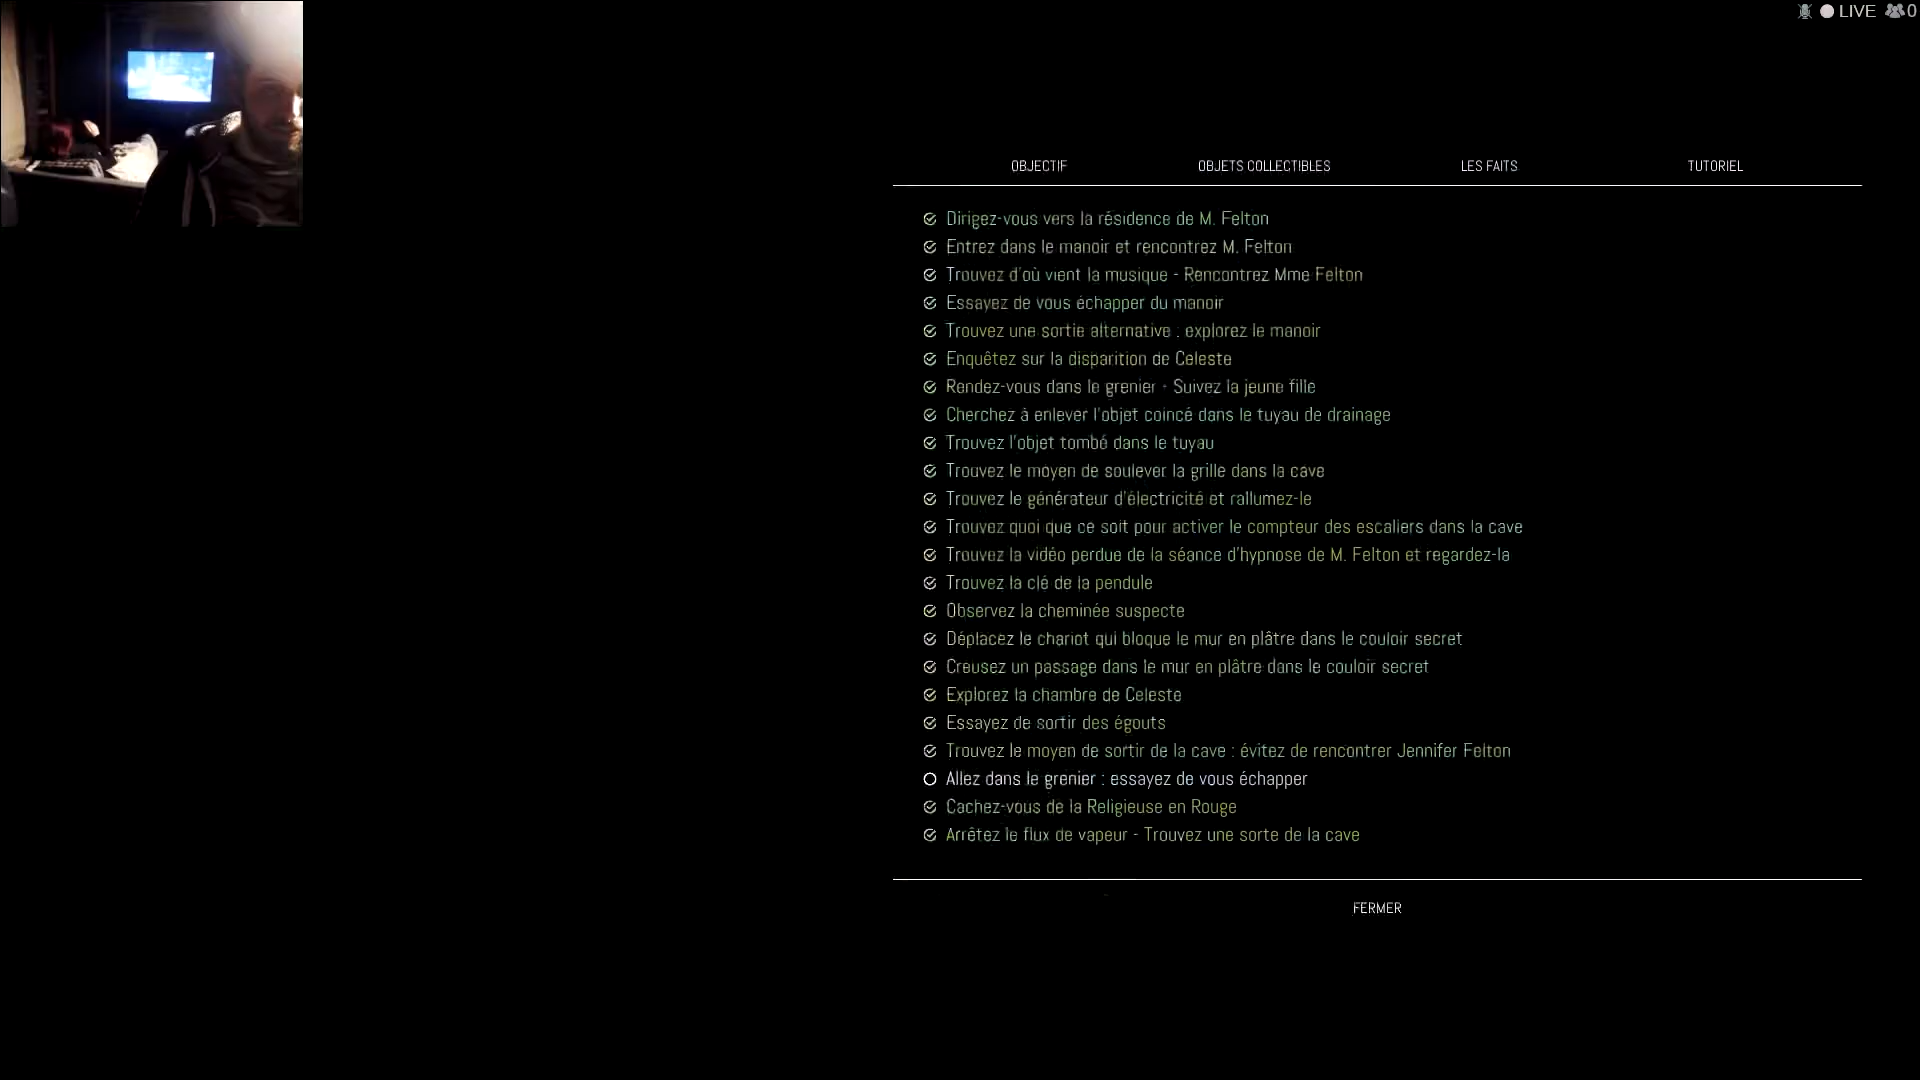 LIVE 0
OBJECTIF OBJETS COLLECTIBLES LES FAITS TUTORIEL
Dirigez-vous vers la résidence de M. Felton
Entrez dans le manoir et rencontrez M. Felton
Trouvez d'où vient la musique - Rencontrez Mme Felton
Essayez de vous échapper du manoir
Trouvez une sortie alternative : explorez le manoir
Enquêtez sur la disparition de Celeste
Rendez-vous dans le grenier - Suivez la jeune fille
Cherchez à enlever l'objet coincé dans le tuyau de drainage
Trouvez l'objet tombé dans le tuyau
Trouvez le moyen de soulever la grille dans la cave
Trouvez le générateur d'électricité et rallumez-le
Trouvez quoi que ce soit pour activer le compteur des escaliers dans la cave
Trouvez la vidéo perdue de la séance d'hypnose de M. Felton et regardez-la
Trouvez la clé de la pendule
Observez la cheminée suspecte
Déplacez le chariot qui bloque le mur en plâtre dans le couloir secret
Creusez un passage dans le mur en plâtre dans le couloir secret
Explorez la chambre de Celeste
Essayez de sortir des égouts
Trouvez le moyen de sortir de la cave : évitez de rencontrer Jennifer Felton
Allez dans le grenier : essayez de vous échapper
Cachez-vous de la Religieuse en Rouge
Arrêtez le flux de vapeur - Trouvez une sorte de la cave
FERMER